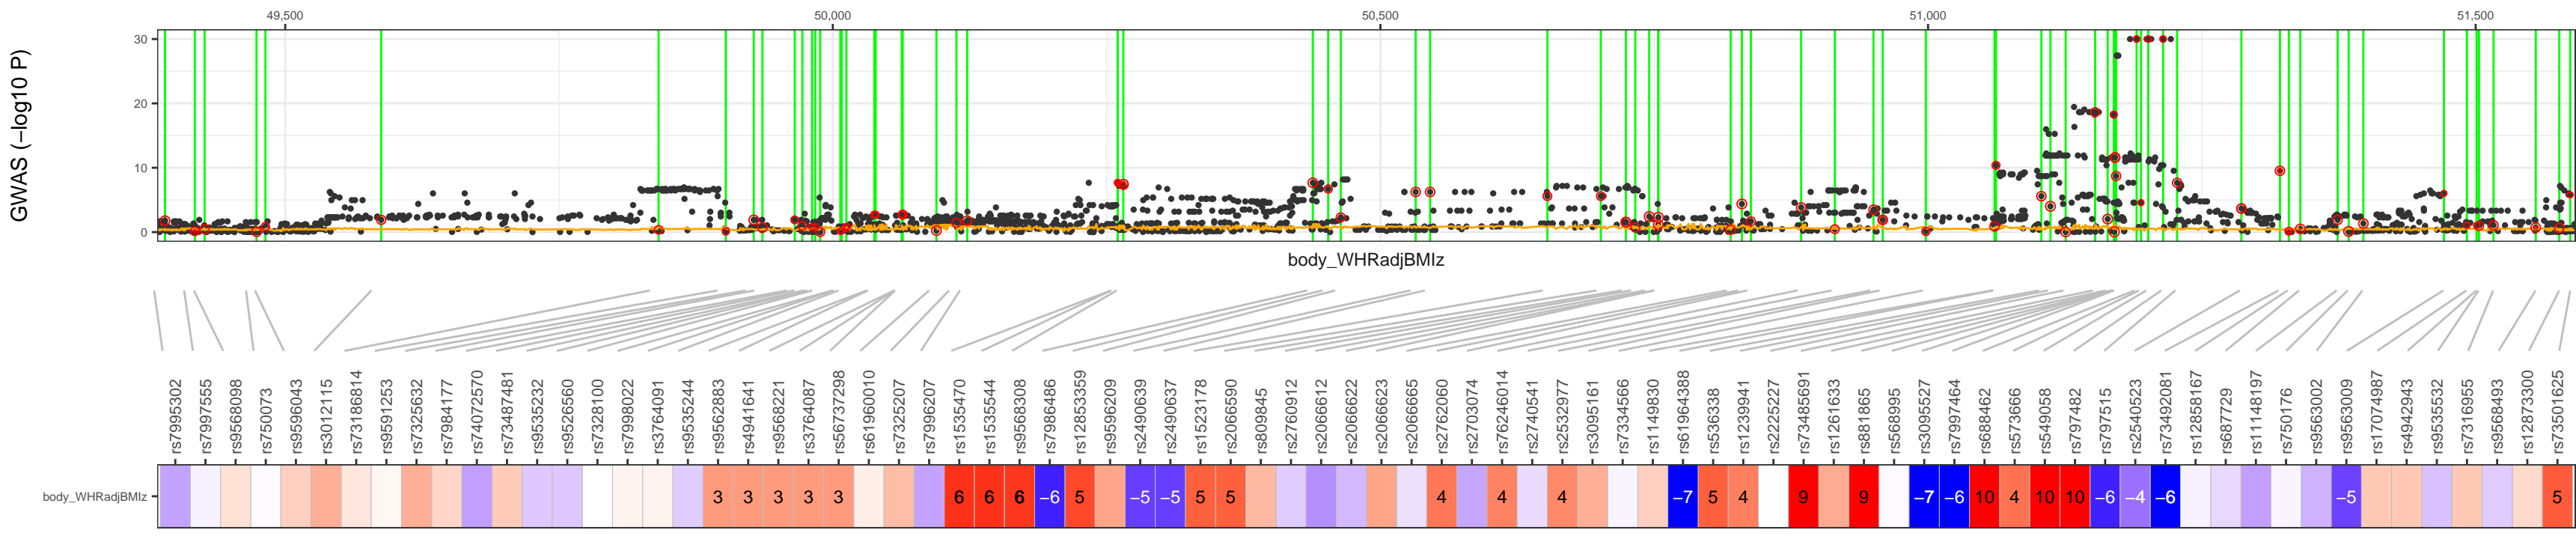 49,500 50,000 50,500 51,000 51,500
GWAS (−log10 P)
30
20
10
0
body_WHRadjBMIz
rs7995302
rs7997555
rs9568098
rs750073
rs9596043
rs3012115
rs73186814
rs9591253
rs7325632
rs7984177
rs74072570
rs73487481
rs9535232
rs9526560
rs7328100
rs7998022
rs3764091
rs9535244
rs9562883
rs4941641
rs9568221
rs3764087
rs56737298
rs61960010
rs7325207
rs7996207
rs1535470
rs1535544
rs9568308
rs7986486
rs12853359
rs9596209
rs2490639
rs2490637
rs1523178
rs2066590
rs809845
rs2760912
rs2066612
rs2066622
rs2066623
rs2066665
rs2762060
rs2703074
rs76246014
rs2740541
rs2532977
rs3095161
rs7334566
rs1149830
rs61964388
rs536338
rs1239941
rs2225227
rs73485691
rs1261633
rs881865
rs568995
rs3095527
rs7997464
rs688462
rs573666
rs549058
rs797482
rs797515
rs2540523
rs73492081
rs12858167
rs687729
rs11148197
rs750176
rs9563002
rs9563009
rs17074987
rs4942943
rs9535532
rs7316955
rs9568493
rs12873300
rs73501625
body_WHRadjBMIz 3 3 3 3 3 6 6 6 −6 5 −5 −5 5 5 4 4 4 −7 5 4 9 9 −7 −6 10 4 10 10 −6 −4 −6 −5 5